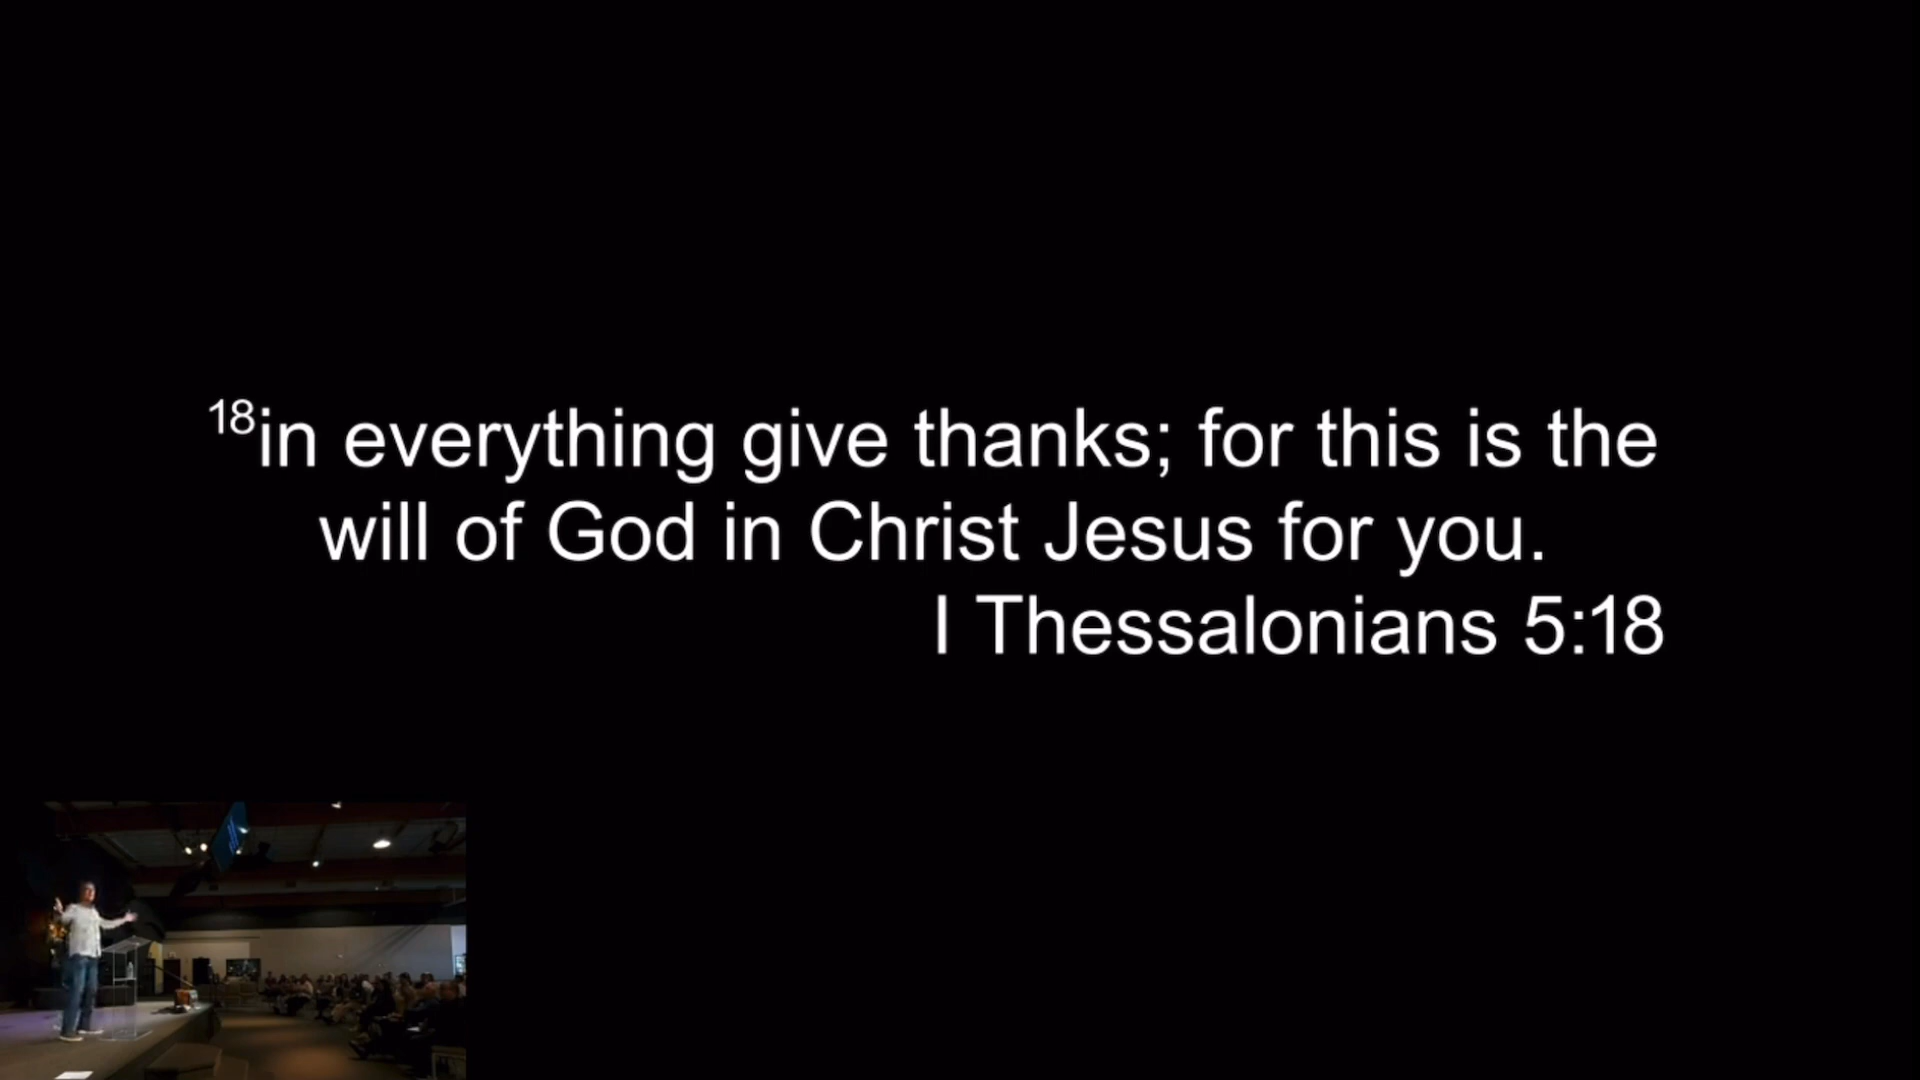 18in everything give thanks; for this is the
will of God in Christ Jesus for you.
I Thessalonians 5:18